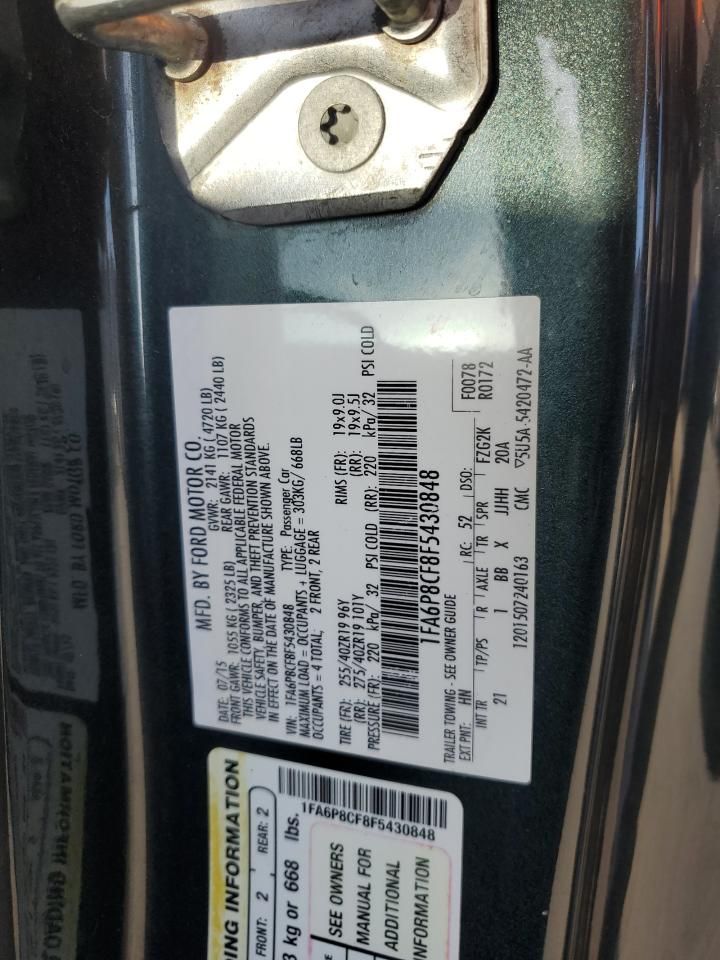 MFD. BY FORD MOTOR CO.
DATE: 07/15 GVWR: 2141 KG ( 4720 LB)
FRONT GAWR: 1055 KG ( 2325 LB) REAR GAWR: 1107 KG ( 2440 LB)
THIS VEHICLE CONFORMS TO ALL APPLICABLE FEDERAL MOTOR
VEHICLE SAFETY, BUMPER, AND THEFT PREVENTION STANDARDS
IN EFFECT ON THE DATE OF MANUFACTURE SHOWN ABOVE.
VIN: 1FA6P8CF8F5430848 TYPE: Passenger Car
MAXIMUM LOAD = OCCUPANTS + LUGGAGE = 303KG/ 668LB
OCCUPANTS = 4 TOTAL; 2 FRONT, 2 REAR
TIRE (FR): 255/40ZR19 96Y RIMS (FR): 19x9.0J
(RR): 275/40ZR19 101Y (RR): 19x9.5J
PRESSURE (FR): 220 kPa/ 32 PSI COLD (RR): 220 kPa/ 32 PSI COLD
1FA6P8CF8F5430848
TRAILER TOWING - SEE OWNER GUIDE
F0078
R0172
EXT PNT: HN RC: 52 DSO: FZG2K
INT TR TP/PS R AXLE TR SPR
21 1 BB X JJHH 20A
1201507240163 CMC ▽5U5A-5420472-AA
ING INFORMATION
FRONT: 2 REAR: 2
kg or 668 lbs.
1FA6P8CF8F5430848
SEE OWNERS
MANUAL FOR
ADDITIONAL
INFORMATION